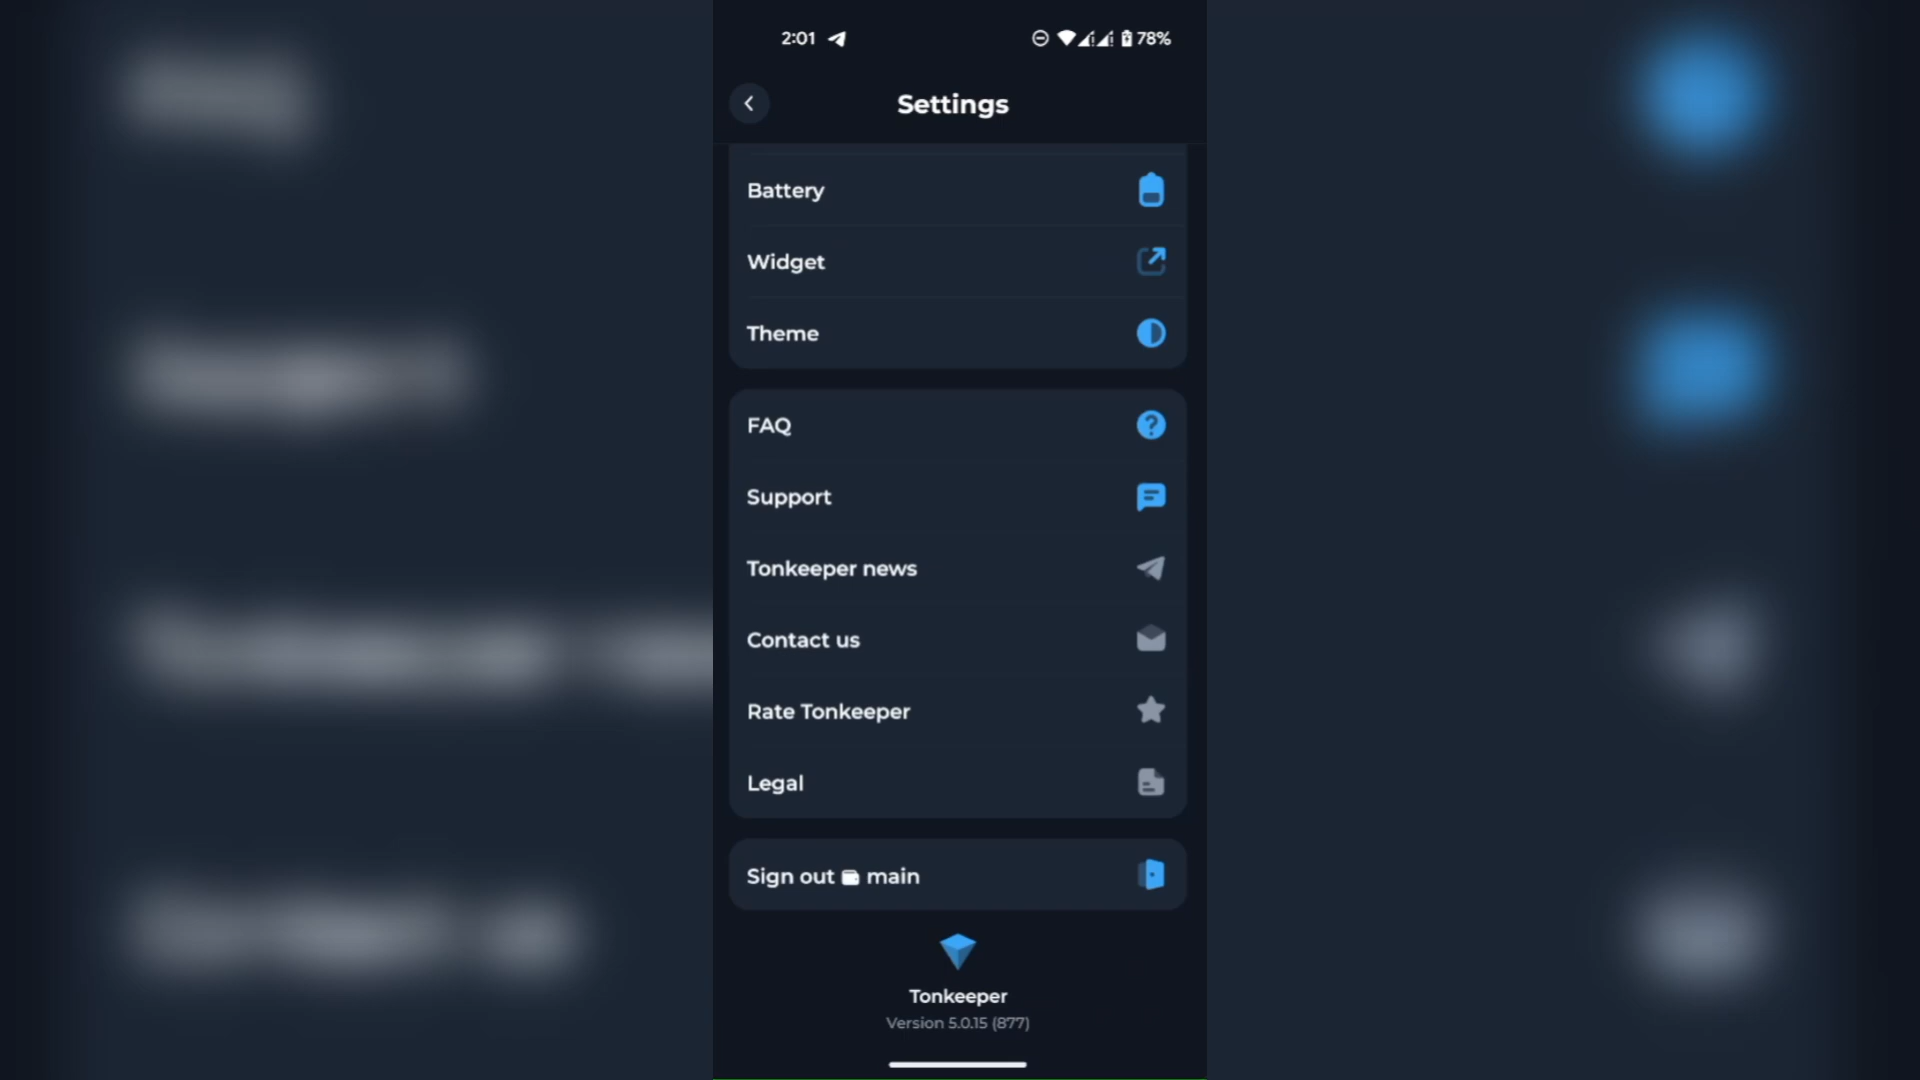 2:01
78%
Settings
Battery
Widget
Theme
FAQ
Support
Tonkeeper news
Contact us
Rate Tonkeeper
Legal
Sign out main
Tonkeeper
Version 5.0.15 (877)